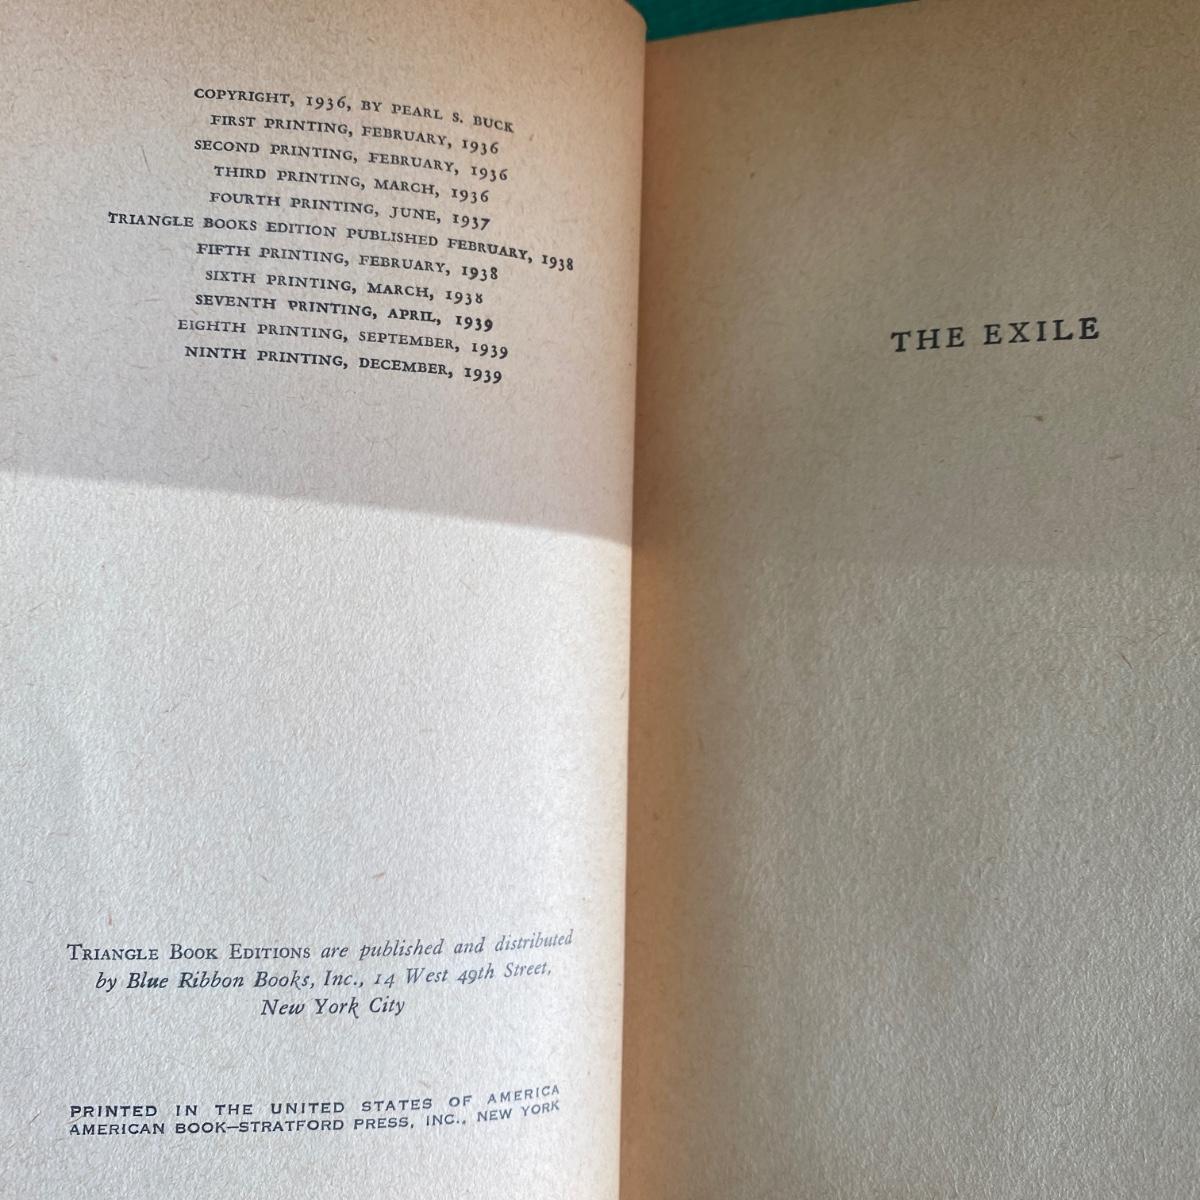 COPYRIGHT, 1936, BY PEARL S. BUCK
FIRST PRINTING, FEBRUARY, 1936
SECOND PRINTING, FEBRUARY, 1936
THIRD PRINTING, MARCH, 1936
FOURTH PRINTING, JUNE, 1937
TRIANGLE BOOKS EDITION PUBLISHED FEBRUARY, 1938
FIFTH PRINTING, FEBRUARY, 1938
SIXTH PRINTING, MARCH, 1938
SEVENTH PRINTING, APRIL, 1939
EIGHTH PRINTING, SEPTEMBER, 1939
NINTH PRINTING, DECEMBER, 1939
TRIANGLE BOOK EDITIONS are published and distributed
by Blue Ribbon Books, Inc., 14 West 49th Street,
New York City
PRINTED IN THE UNITED STATES OF AMERICA
AMERICAN BOOK—STRATFORD PRESS, INC., NEW YORK
THE EXILE